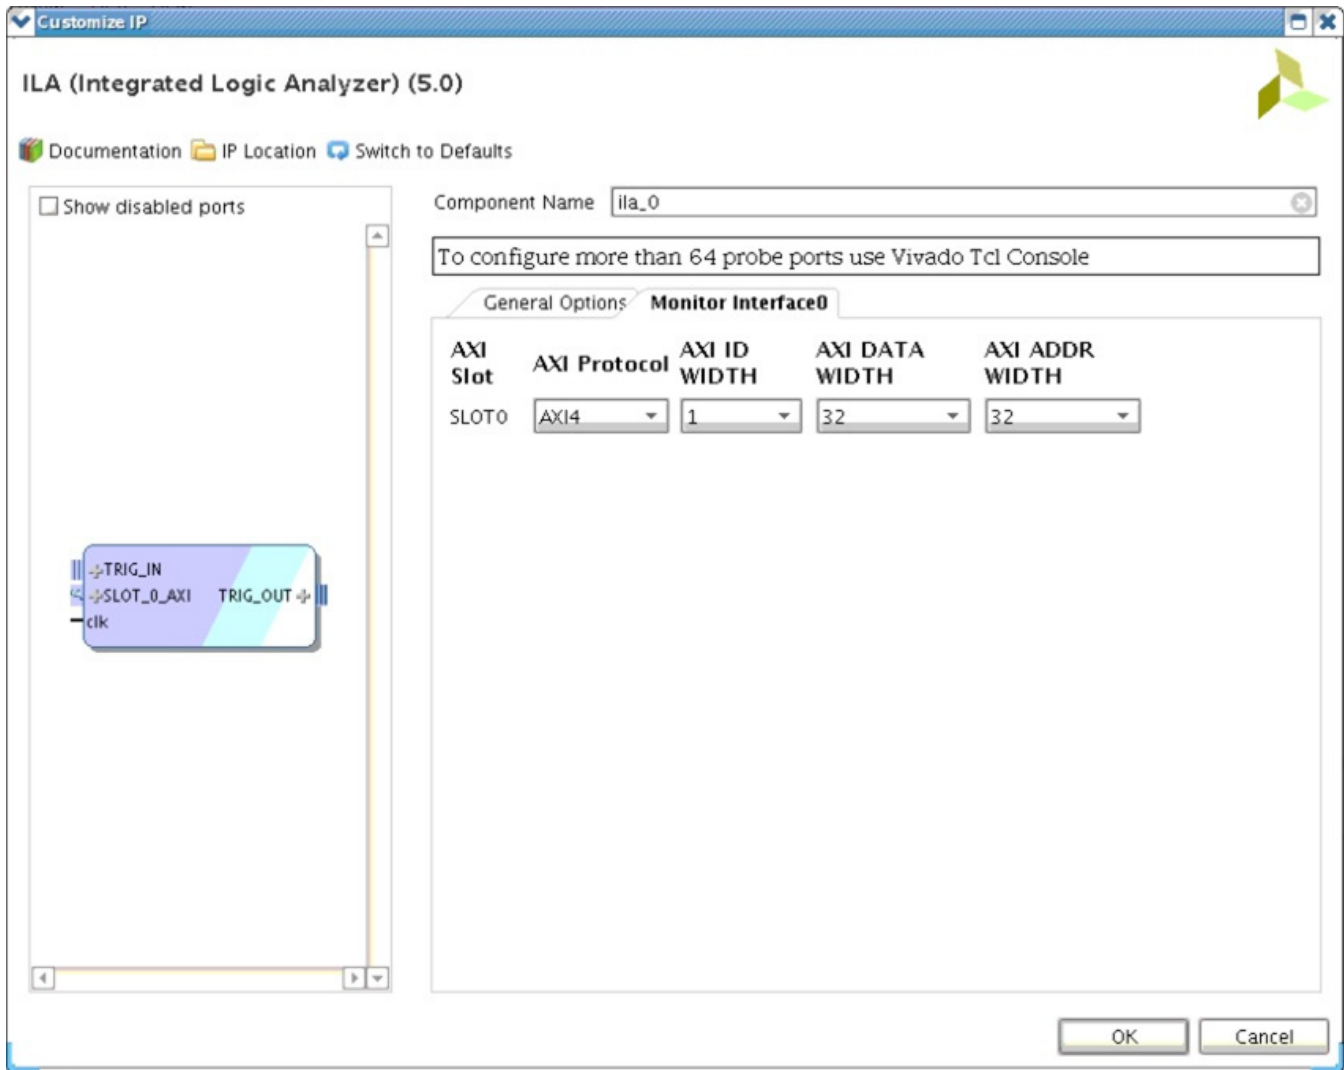 Customize IP
ILA (Integrated Logic Analyzer) (5.0)
Documentation IP Location Switch to Defaults
Show disabled ports
Component Name ila_0
To configure more than 64 probe ports use Vivado Tcl Console
General Options Monitor Interface0
AXI Slot AXI Protocol AXI ID WIDTH AXI DATA WIDTH AXI ADDR WIDTH
SLOT0 AXI4 1 32 32
TRIG_IN
SLOT_0_AXI TRIG_OUT
clk
OK Cancel